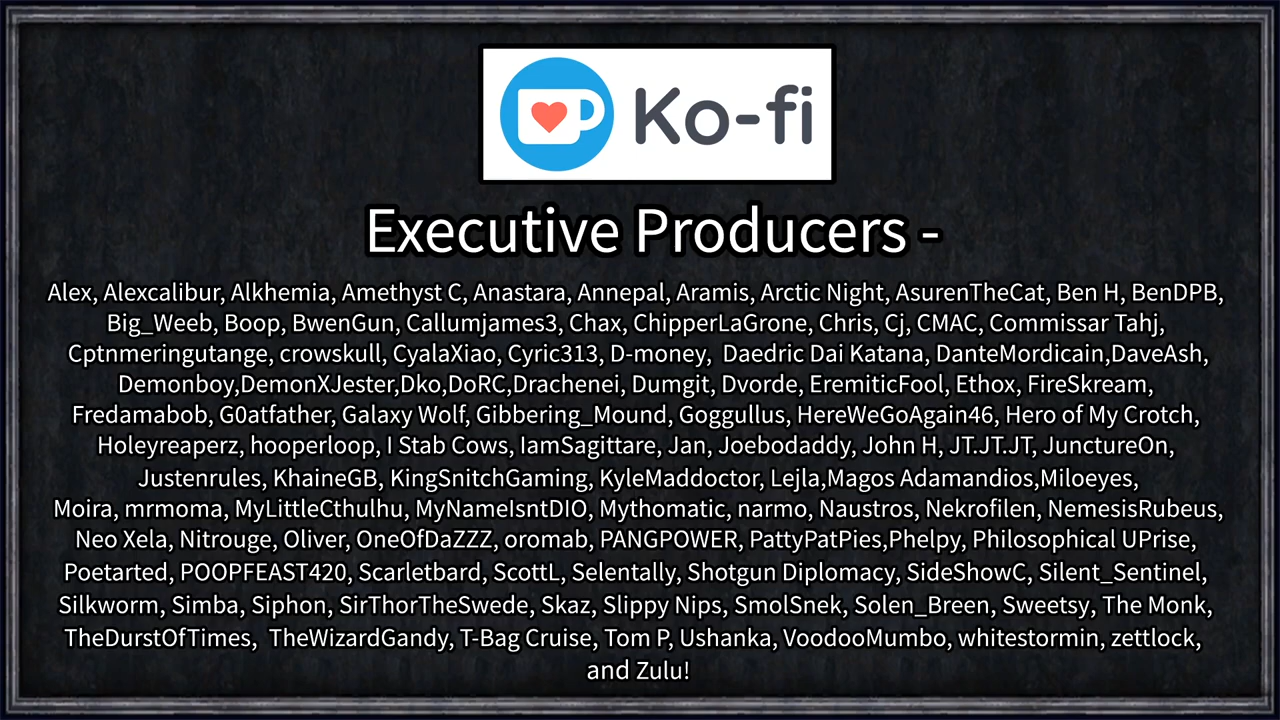 Ko-fi
Executive Producers -
Alex, Alexcalibur, Alkhemia, Amethyst C, Anastara, Annepal, Aramis, Arctic Night, AsurenTheCat, Ben H, BenDPB,
Big_Weeb, Boop, BwenGun, Callumjames3, Chax, ChipperLaGrone, Chris, Cj, CMAC, Commissar Tahj,
Cptnmeringutange, crowskull, CyalaXiao, Cyric313, D-money,  Daedric Dai Katana, DanteMordicain,DaveAsh,
Demonboy,DemonXJester,Dko,DoRC,Drachenei, Dumgit, Dvorde, EremiticFool, Ethox, FireSkream,
Fredamabob, G0atfather, Galaxy Wolf, Gibbering_Mound, Goggullus, HereWeGoAgain46, Hero of My Crotch,
Holeyreaperz, hooperloop, I Stab Cows, IamSagittare, Jan, Joebodaddy, John H, JT.JT.JT, JunctureOn,
Justenrules, KhaineGB, KingSnitchGaming, KyleMaddoctor, Lejla,Magos Adamandios,Miloeyes,
Moira, mrmoma, MyLittleCthulhu, MyNameIsntDIO, Mythomatic, narmo, Naustros, Nekrofilen, NemesisRubeus,
Neo Xela, Nitrouge, Oliver, OneOfDaZZZ, oromab, PANGPOWER, PattyPatPies,Phelpy, Philosophical UPrise,
Poetarted, POOPFEAST420, Scarletbard, ScottL, Selentally, Shotgun Diplomacy, SideShowC, Silent_Sentinel,
Silkworm, Simba, Siphon, SirThorTheSwede, Skaz, Slippy Nips, SmolSnek, Solen_Breen, Sweetsy, The Monk,
TheDurstOfTimes,  TheWizardGandy, T-Bag Cruise, Tom P, Ushanka, VoodooMumbo, whitestormin, zettlock,
and Zulu!